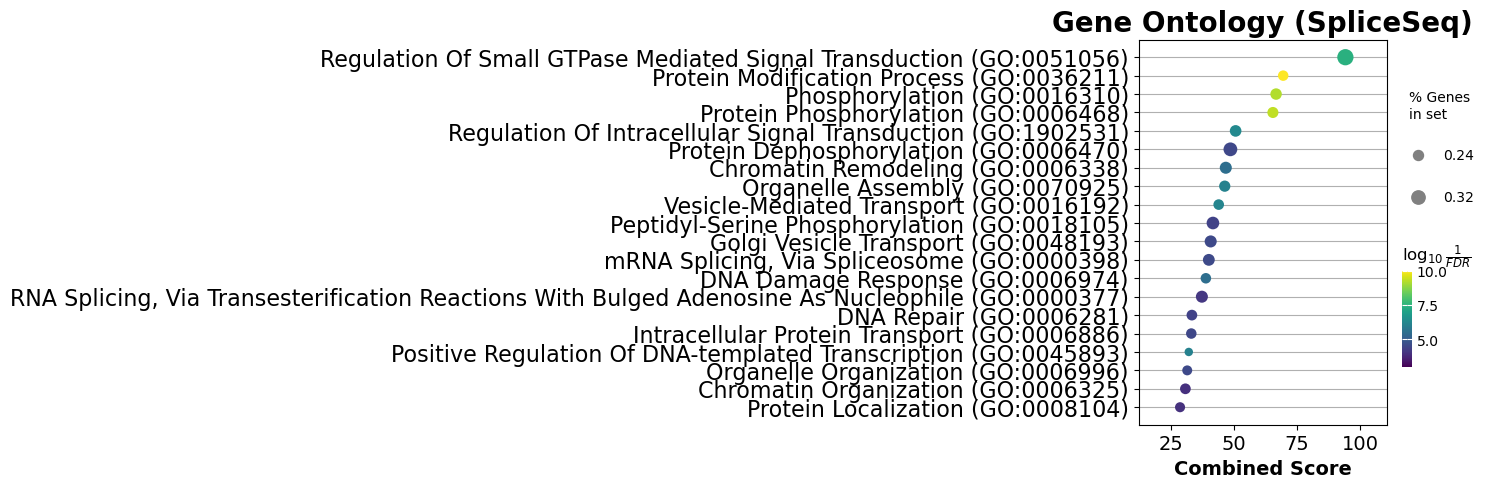 Gene Ontology (SpliceSeq)
Regulation Of Small GTPase Mediated Signal Transduction (GO:0051056)
Protein Modification Process (GO:0036211)
Phosphorylation (GO:0016310)
Protein Phosphorylation (GO:0006468)
Regulation Of Intracellular Signal Transduction (GO:1902531)
Protein Dephosphorylation (GO:0006470)
Chromatin Remodeling (GO:0006338)
Organelle Assembly (GO:0070925)
Vesicle-Mediated Transport (GO:0016192)
Peptidyl-Serine Phosphorylation (GO:0018105)
Golgi Vesicle Transport (GO:0048193)
mRNA Splicing, Via Spliceosome (GO:0000398)
DNA Damage Response (GO:0006974)
RNA Splicing, Via Transesterification Reactions With Bulged Adenosine As Nucleophile (GO:0000377)
DNA Repair (GO:0006281)
Intracellular Protein Transport (GO:0006886)
Positive Regulation Of DNA-templated Transcription (GO:0045893)
Organelle Organization (GO:0006996)
Chromatin Organization (GO:0006325)
Protein Localization (GO:0008104)
25 50 75 100
Combined Score
% Genes
in set
0.24
0.32
log10 1/FDR
10.0
7.5
5.0